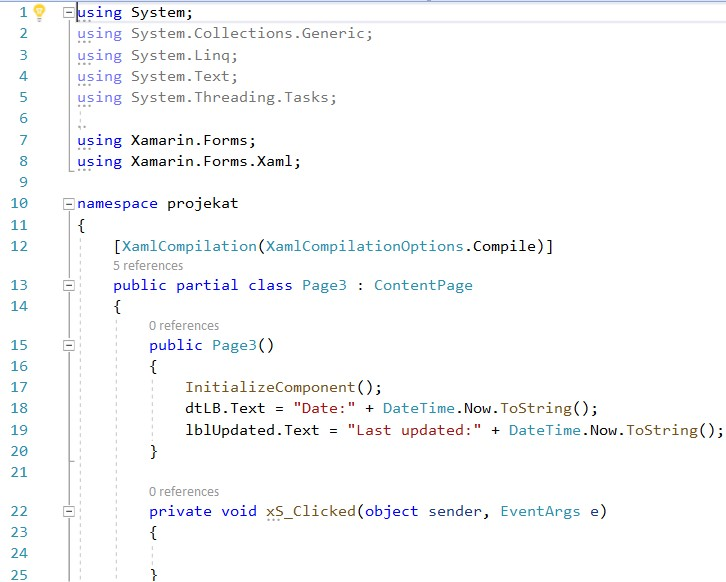 1 using System;
2 using System.Collections.Generic;
3 using System.Linq;
4 using System.Text;
5 using System.Threading.Tasks;
6
7 using Xamarin.Forms;
8 using Xamarin.Forms.Xaml;
9
10 namespace projekat
11 {
12 [XamlCompilation(XamlCompilationOptions.Compile)]
5 references
13 public partial class Page3 : ContentPage
14 {
0 references
15 public Page3()
16 {
17 InitializeComponent();
18 dtLB.Text = "Date:" + DateTime.Now.ToString();
19 lblUpdated.Text = "Last updated:" + DateTime.Now.ToString();
20 }
21
0 references
22 private void xS_Clicked(object sender, EventArgs e)
23 {
24
25 }